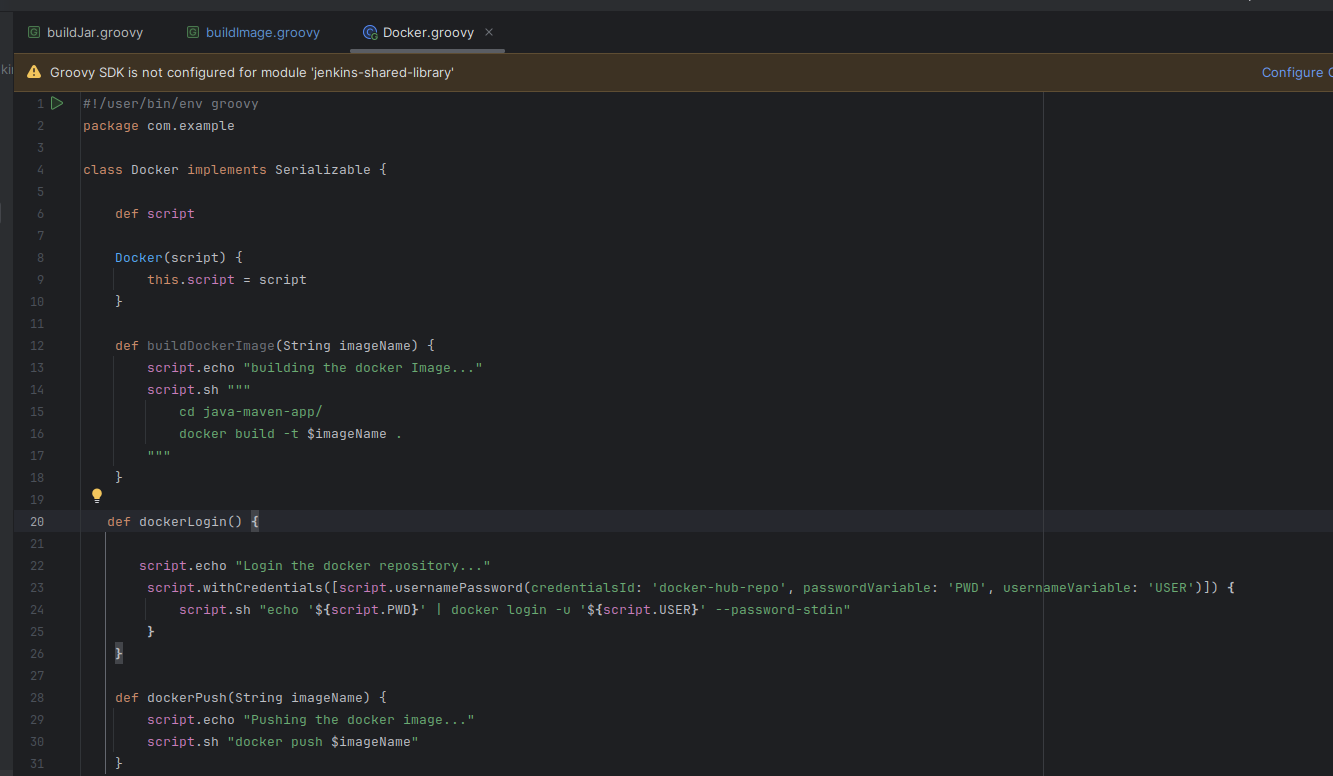 buildJar.groovy buildImage.groovy Docker.groovy
Groovy SDK is not configured for module 'jenkins-shared-library' Configure
1 #!/user/bin/env groovy
2 package com.example
3
4 class Docker implements Serializable {
5
6 def script
7
8 Docker(script) {
9 this.script = script
10 }
11
12 def buildDockerImage(String imageName) {
13 script.echo "building the docker Image..."
14 script.sh """
15 cd java-maven-app/
16 docker build -t $imageName .
17 """
18 }
19
20 def dockerLogin() {
21
22 script.echo "Login the docker repository..."
23 script.withCredentials([script.usernamePassword(credentialsId: 'docker-hub-repo', passwordVariable: 'PWD', usernameVariable: 'USER')]) {
24 script.sh "echo '${script.PWD}' | docker login -u '${script.USER}' --password-stdin"
25 }
26 }
27
28 def dockerPush(String imageName) {
29 script.echo "Pushing the docker image..."
30 script.sh "docker push $imageName"
31 }